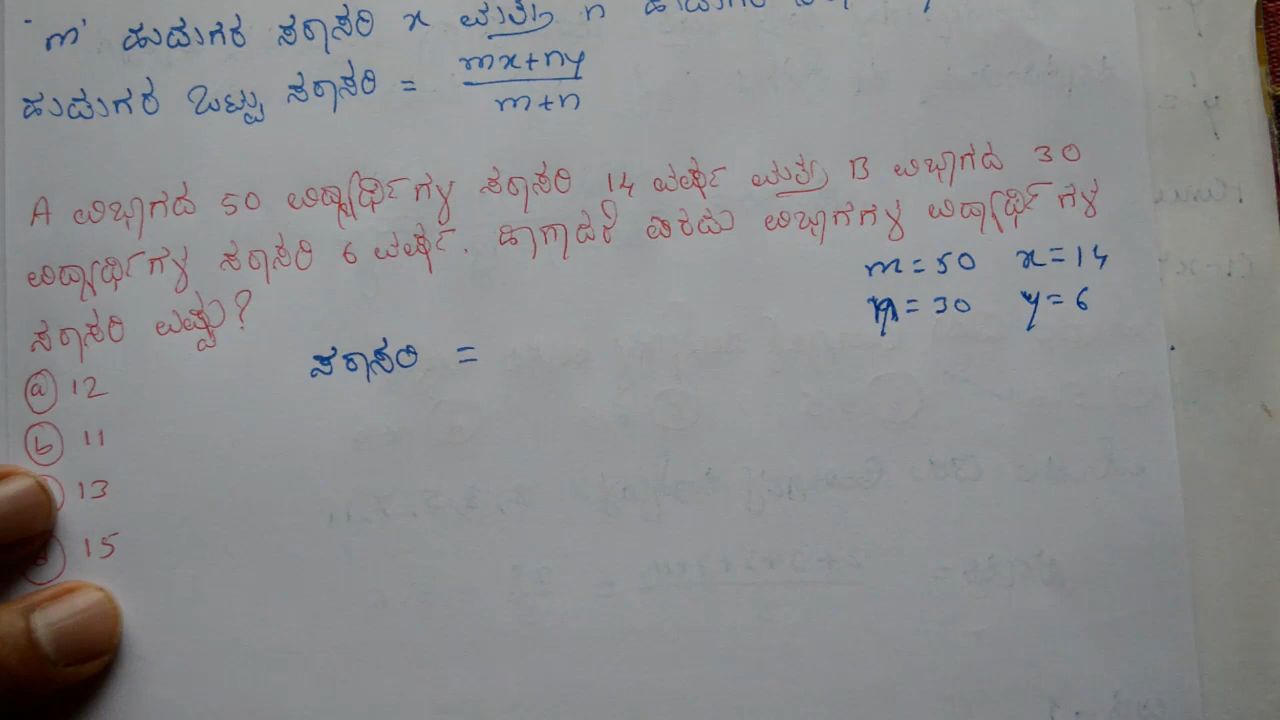 'm' ಹುಡುಗರ ಸರಾಸರಿ x ಮತ್ತು n ಹುಡುಗರ
ಹುಡುಗರ ಒಟ್ಟು ಸರಾಸರಿ = mx+ny / m+n
A ವಿಭಾಗದ 50 ವಿದ್ಯಾರ್ಥಿಗಳ ಸರಾಸರಿ 14 ವರ್ಷ ಮತ್ತು B ವಿಭಾಗದ 30
ವಿದ್ಯಾರ್ಥಿಗಳ ಸರಾಸರಿ 6 ವರ್ಷ. ಹಾಗಾದರೆ ಎರಡು ವಿಭಾಗಗಳ ವಿದ್ಯಾರ್ಥಿಗಳ
ಸರಾಸರಿ ಎಷ್ಟು?
m=50 x=14
n=30 y=6
ಸರಾಸರಿ =
a 12
b 11
13
15